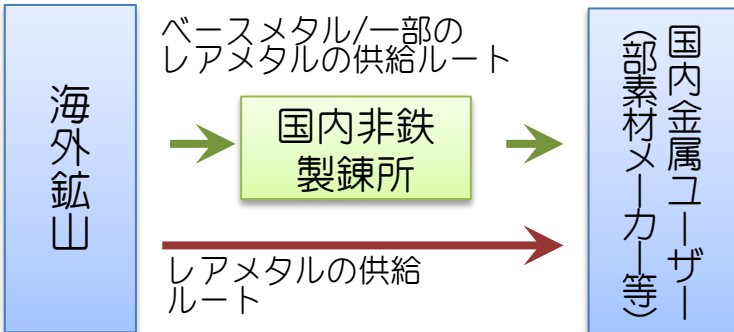 海外鉱山
ベースメタル/一部の
レアメタルの供給ルート
国内非鉄
製錬所
レアメタルの供給
ルート
国内金属ユーザー
（部素材メーカー等）